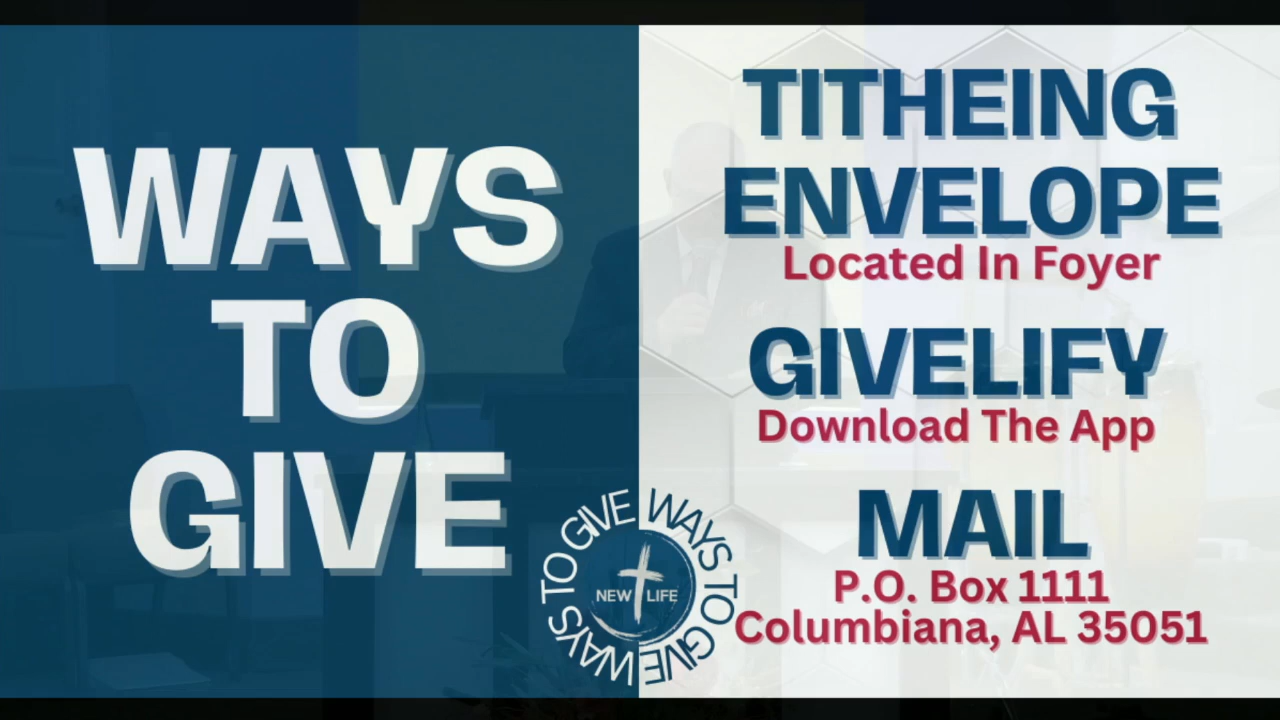 WAYS
TO
GIVE
TITHEING
ENVELOPE
Located In Foyer
GIVELIFY
Download The App
MAIL
P.O. Box 1111
Columbiana, AL 35051
WAYS TO GIVE WAYS TO GIVE WAYS TO GIVE
NEW LIFE